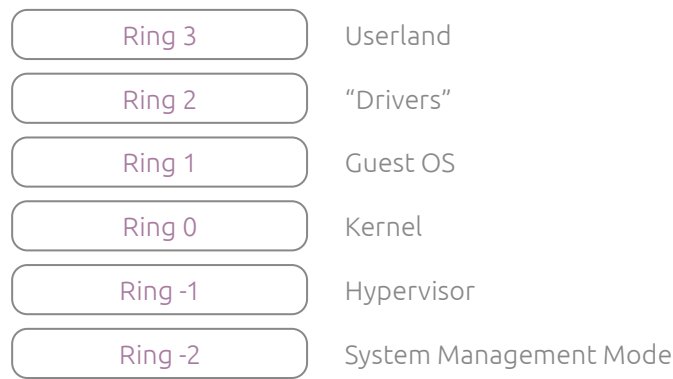 Ring 3 Userland
Ring 2 “Drivers”
Ring 1 Guest OS
Ring 0 Kernel
Ring -1 Hypervisor
Ring -2 System Management Mode